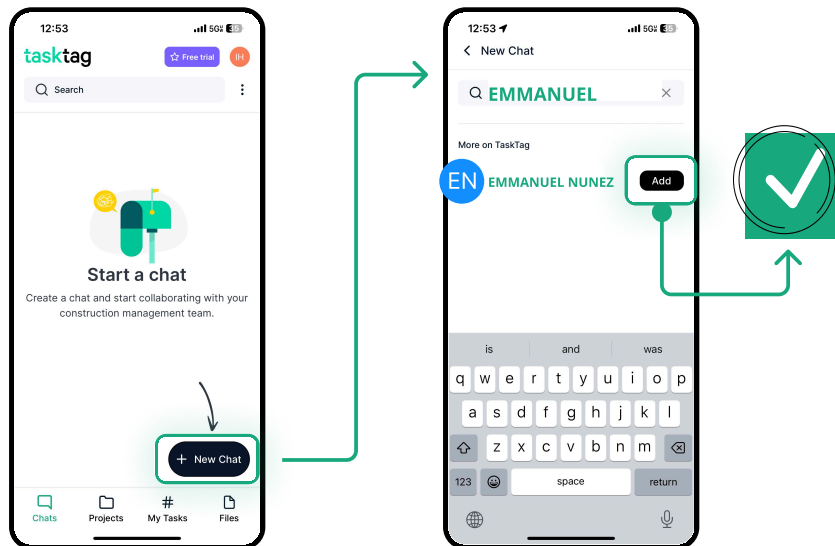 12:53
5G
tasktag
Free trial
IH
Search
Start a chat
Create a chat and start collaborating with your
construction management team.
+ New Chat
Chats
Projects
# My Tasks
Files
12:53
5G
New Chat
EMMANUEL
More on TaskTag
EN
EMMANUEL NUNEZ
Add
is and was
q w e r t y u i o p
a s d f g h j k l
z x c v b n m
123
space
return